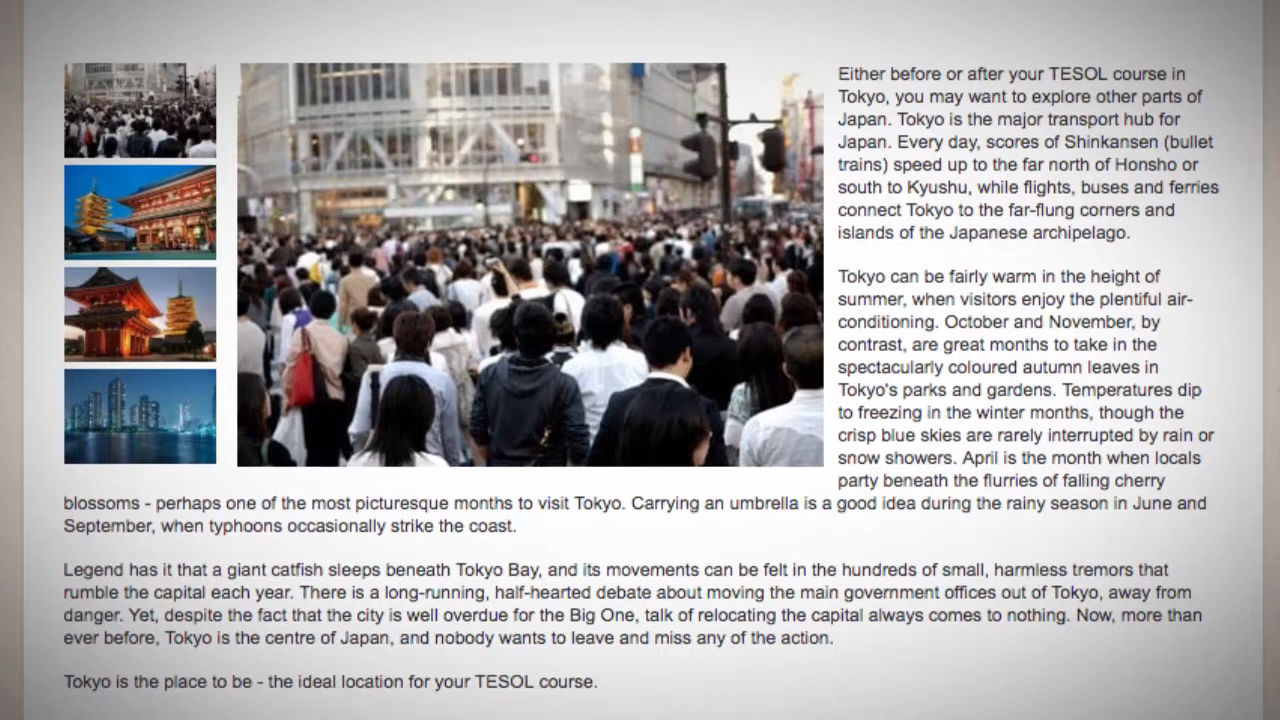 Either before or after your TESOL course in
Tokyo, you may want to explore other parts of
Japan. Tokyo is the major transport hub for
Japan. Every day, scores of Shinkansen (bullet
trains) speed up to the far north of Honsho or
south to Kyushu, while flights, buses and ferries
connect Tokyo to the far-flung corners and
islands of the Japanese archipelago.
Tokyo can be fairly warm in the height of
summer, when visitors enjoy the plentiful air-
conditioning. October and November, by
contrast, are great months to take in the
spectacularly coloured autumn leaves in
Tokyo's parks and gardens. Temperatures dip
to freezing in the winter months, though the
crisp blue skies are rarely interrupted by rain or
snow showers. April is the month when locals
party beneath the flurries of falling cherry
blossoms - perhaps one of the most picturesque months to visit Tokyo. Carrying an umbrella is a good idea during the rainy season in June and
September, when typhoons occasionally strike the coast.
Legend has it that a giant catfish sleeps beneath Tokyo Bay, and its movements can be felt in the hundreds of small, harmless tremors that
rumble the capital each year. There is a long-running, half-hearted debate about moving the main government offices out of Tokyo, away from
danger. Yet, despite the fact that the city is well overdue for the Big One, talk of relocating the capital always comes to nothing. Now, more than
ever before, Tokyo is the centre of Japan, and nobody wants to leave and miss any of the action.
Tokyo is the place to be - the ideal location for your TESOL course.